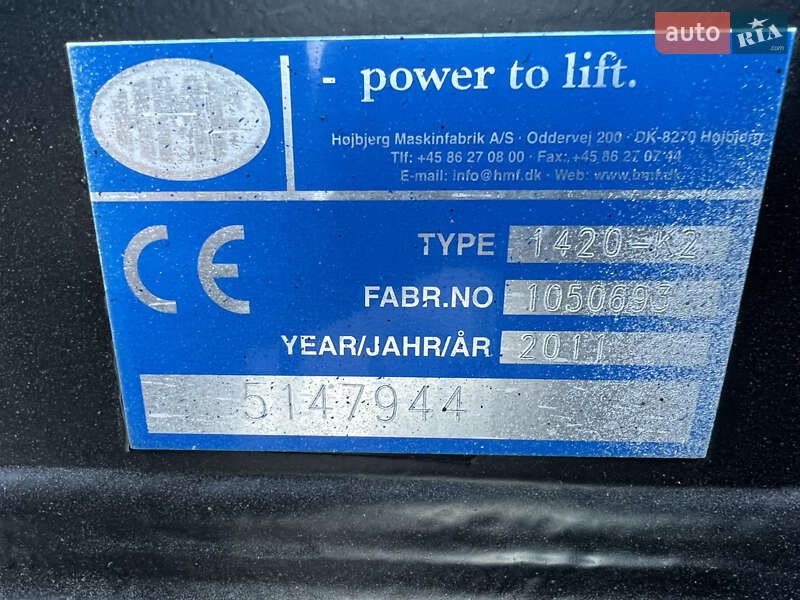 auto RIA .com
- power to lift.
Højbjerg Maskinfabrik A/S · Oddervej 200 · DK-8270 Højbjerg
Tlf: +45 86 27 08 00 · Fax: +45 86 27 07 44
E-mail: info@hmf.dk · Web: www.hmf.dk
CE
TYPE 1420-K2
FABR.NO 1050693
YEAR/JAHR/ÅR 2011
5147944